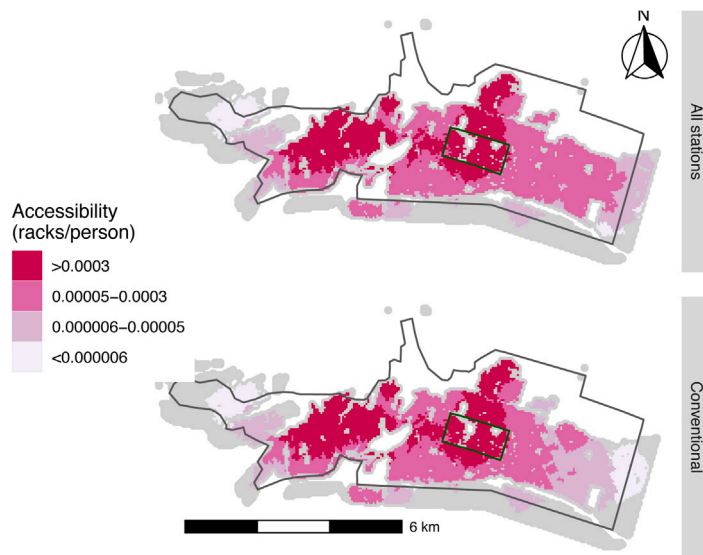 N
All stations
Accessibility
(racks/person)
>0.0003
0.00005−0.0003
0.000006−0.00005
<0.000006
Conventional
6 km